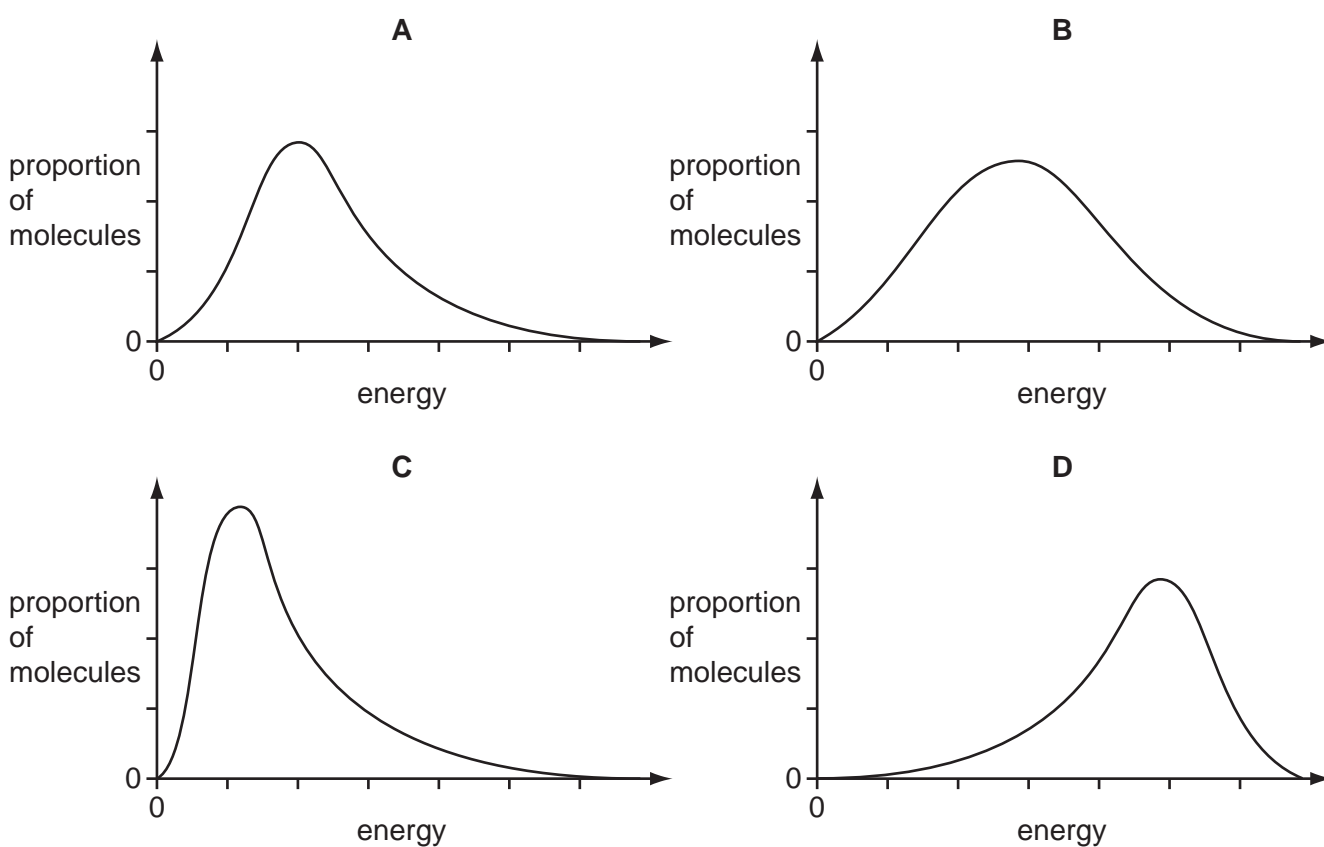 A
proportion
of
molecules
0
0
energy
B
proportion
of
molecules
0
0
energy
C
proportion
of
molecules
0
0
energy
D
proportion
of
molecules
0
0
energy